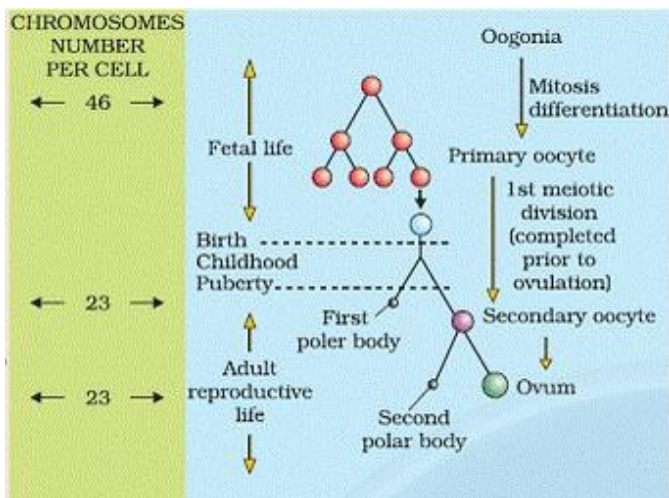 CHROMOSOMES
NUMBER
PER CELL
46
23
23
Fetal life
Birth
Childhood
Puberty
Adult
reproductive
life
First
poler body
Second
polar body
Oogonia
Mitosis
differentiation
Primary oocyte
1st meiotic
division
(completed
prior to
ovulation)
Secondary oocyte
Ovum